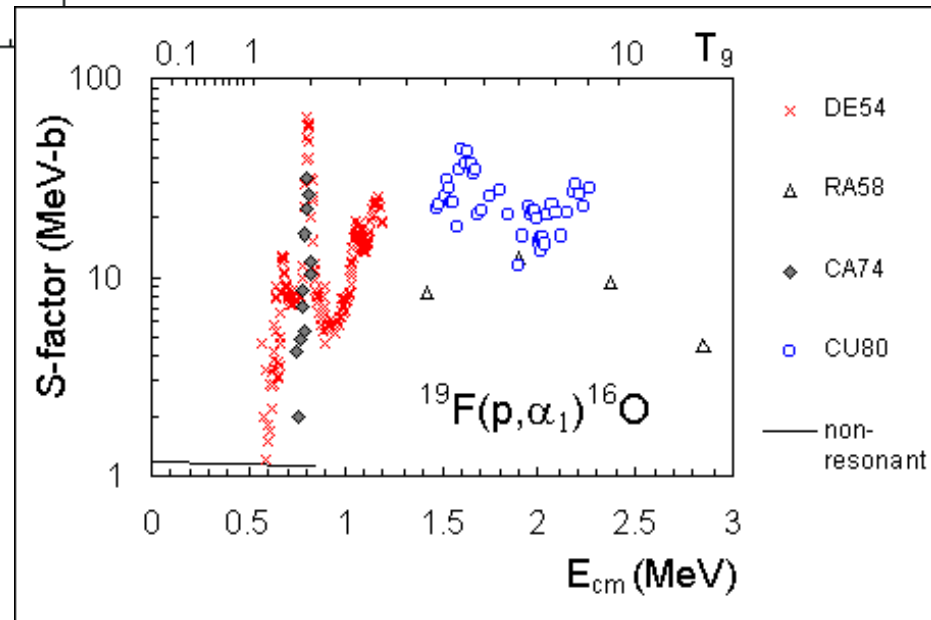 0.1 1 10 T9
100
10
1
S-factor (MeV-b)
19F(p,α1)16O
0 0.5 1 1.5 2 2.5 3
Ecm (MeV)
DE54
RA58
CA74
CU80
non-
resonant